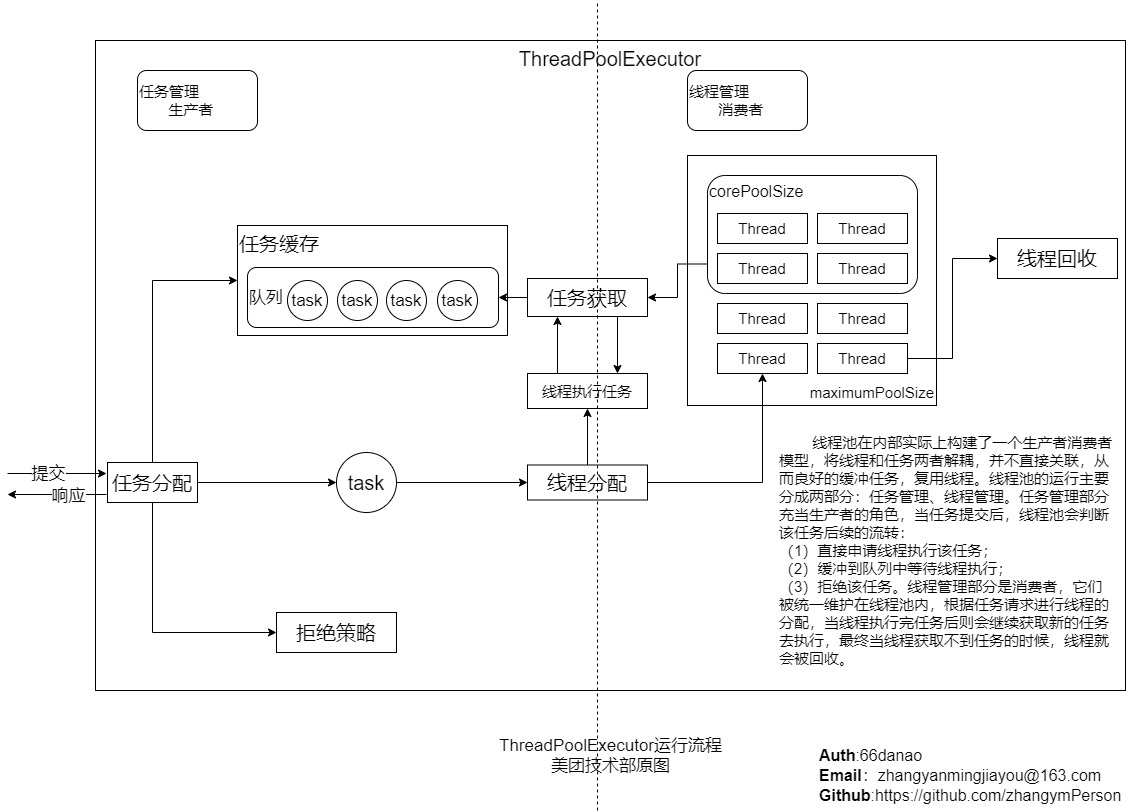 ThreadPoolExecutor
任务管理
生产者
线程管理
消费者
corePoolSize
Thread
Thread
Thread
Thread
Thread
Thread
Thread
Thread
maximumPoolSize
线程回收
任务缓存
队列
task
task
task
task
任务获取
线程执行任务
提交
响应
任务分配
task
线程分配
拒绝策略
线程池在内部实际上构建了一个生产者消费者
模型，将线程和任务两者解耦，并不直接关联，从
而良好的缓冲任务，复用线程。线程池的运行主要
分成两部分：任务管理、线程管理。任务管理部分
充当生产者的角色，当任务提交后，线程池会判断
该任务后续的流转：
（1）直接申请线程执行该任务；
（2）缓冲到队列中等待线程执行；
（3）拒绝该任务。线程管理部分是消费者，它们
被统一维护在线程池内，根据任务请求进行线程的
分配，当线程执行完任务后则会继续获取新的任务
去执行，最终当线程获取不到任务的时候，线程就
会被回收。
ThreadPoolExecutor运行流程
美团技术部原图
Auth:66danao
Email：zhangyanmingjiayou@163.com
Github:https://github.com/zhangymPerson